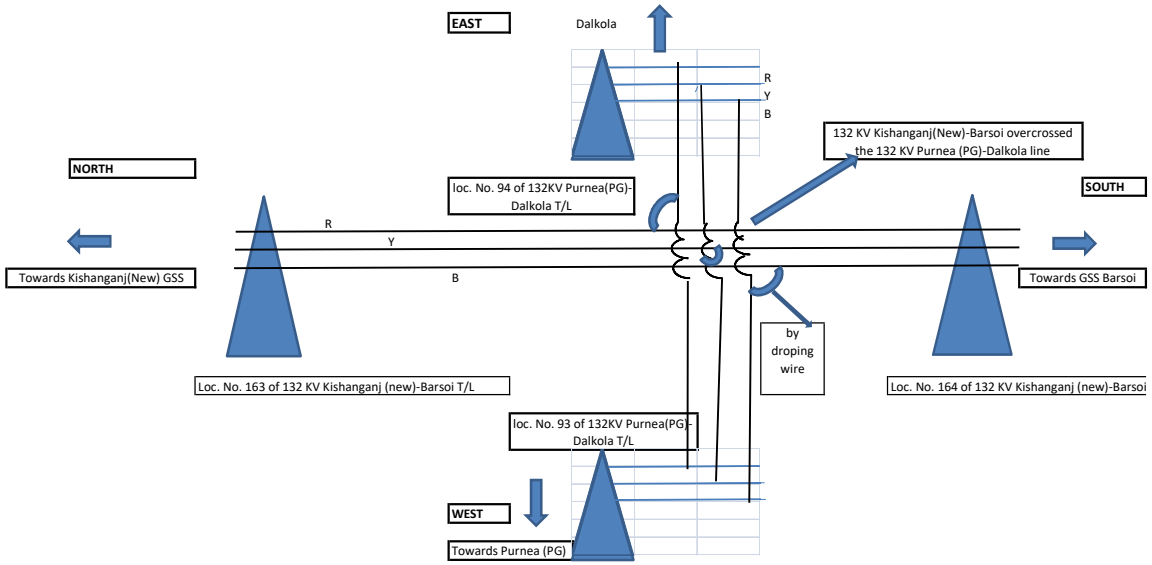 EAST
Dalkola
R
Y
B
132 KV Kishanganj(New)-Barsoi overcrossed
the 132 KV Purnea (PG)-Dalkola line
NORTH
loc. No. 94 of 132KV Purnea(PG)-
Dalkola T/L
SOUTH
R
Y
B
Towards Kishanganj(New) GSS
Towards GSS Barsoi
by
droping
wire
Loc. No. 163 of 132 KV Kishanganj (new)-Barsoi T/L
Loc. No. 164 of 132 KV Kishanganj (new)-Barsoi
loc. No. 93 of 132KV Purnea(PG)-
Dalkola T/L
WEST
Towards Purnea (PG)